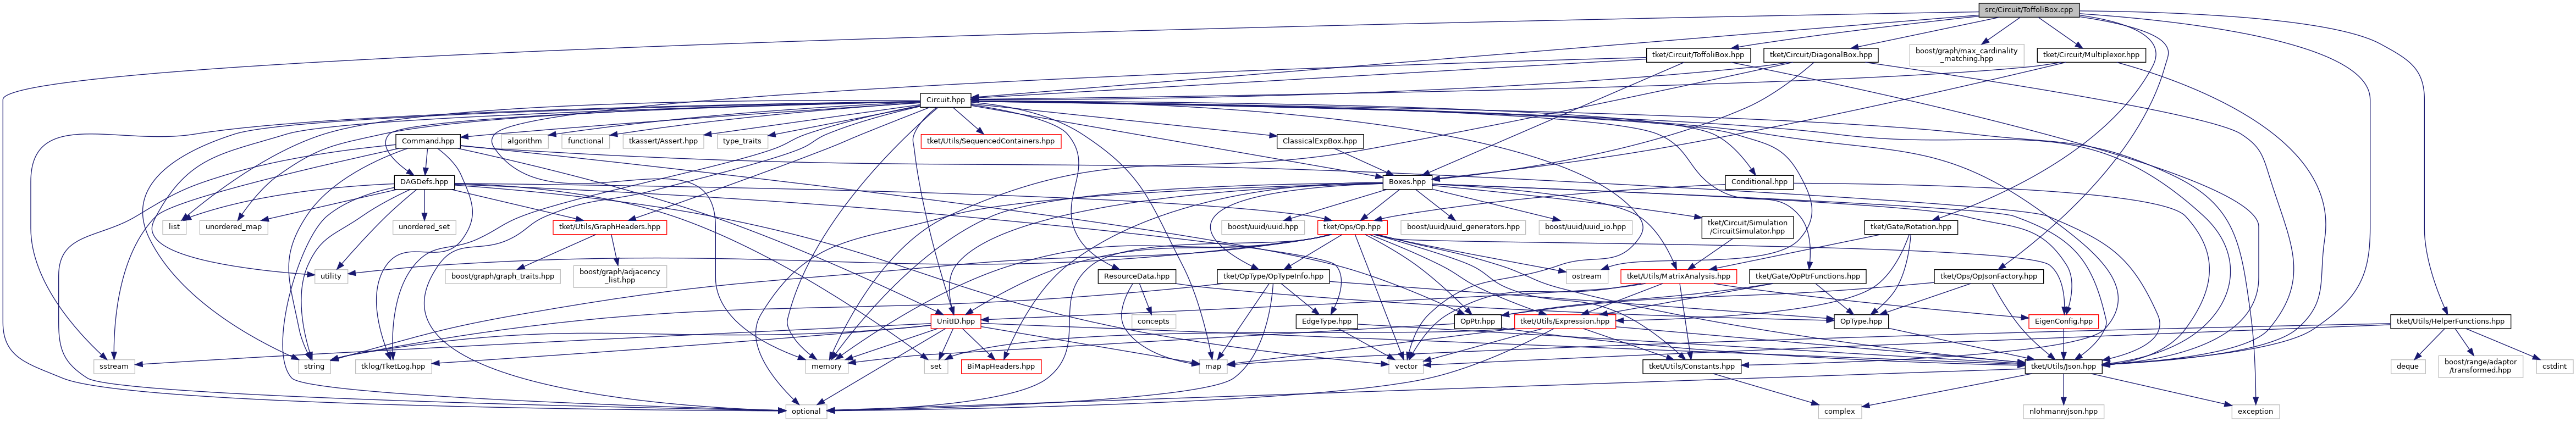 src/Circuit/ToffoliBox.cpp
tket/Circuit/ToffoliBox.hpp
tket/Circuit/DiagonalBox.hpp
boost/graph/max_cardinality
_matching.hpp
tket/Circuit/Multiplexor.hpp
Circuit.hpp
Command.hpp
algorithm
functional
tkassert/Assert.hpp
type_traits
tket/Utils/SequencedContainers.hpp
ClassicalExpBox.hpp
DAGDefs.hpp
Boxes.hpp
Conditional.hpp
list
unordered_map
unordered_set
tket/Utils/GraphHeaders.hpp
boost/uuid/uuid.hpp
tket/Ops/Op.hpp
boost/uuid/uuid_generators.hpp
boost/uuid/uuid_io.hpp
tket/Circuit/Simulation
/CircuitSimulator.hpp
tket/Gate/Rotation.hpp
utility
boost/graph/graph_traits.hpp
boost/graph/adjacency
_list.hpp
ResourceData.hpp
tket/OpType/OpTypeInfo.hpp
ostream
tket/Utils/MatrixAnalysis.hpp
tket/Gate/OpPtrFunctions.hpp
tket/Ops/OpJsonFactory.hpp
UnitID.hpp
concepts
EdgeType.hpp
OpPtr.hpp
tket/Utils/Expression.hpp
OpType.hpp
EigenConfig.hpp
tket/Utils/HelperFunctions.hpp
sstream
string
tklog/TketLog.hpp
memory
set
BiMapHeaders.hpp
map
vector
tket/Utils/Constants.hpp
tket/Utils/Json.hpp
deque
boost/range/adaptor
/transformed.hpp
cstdint
optional
complex
nlohmann/json.hpp
exception